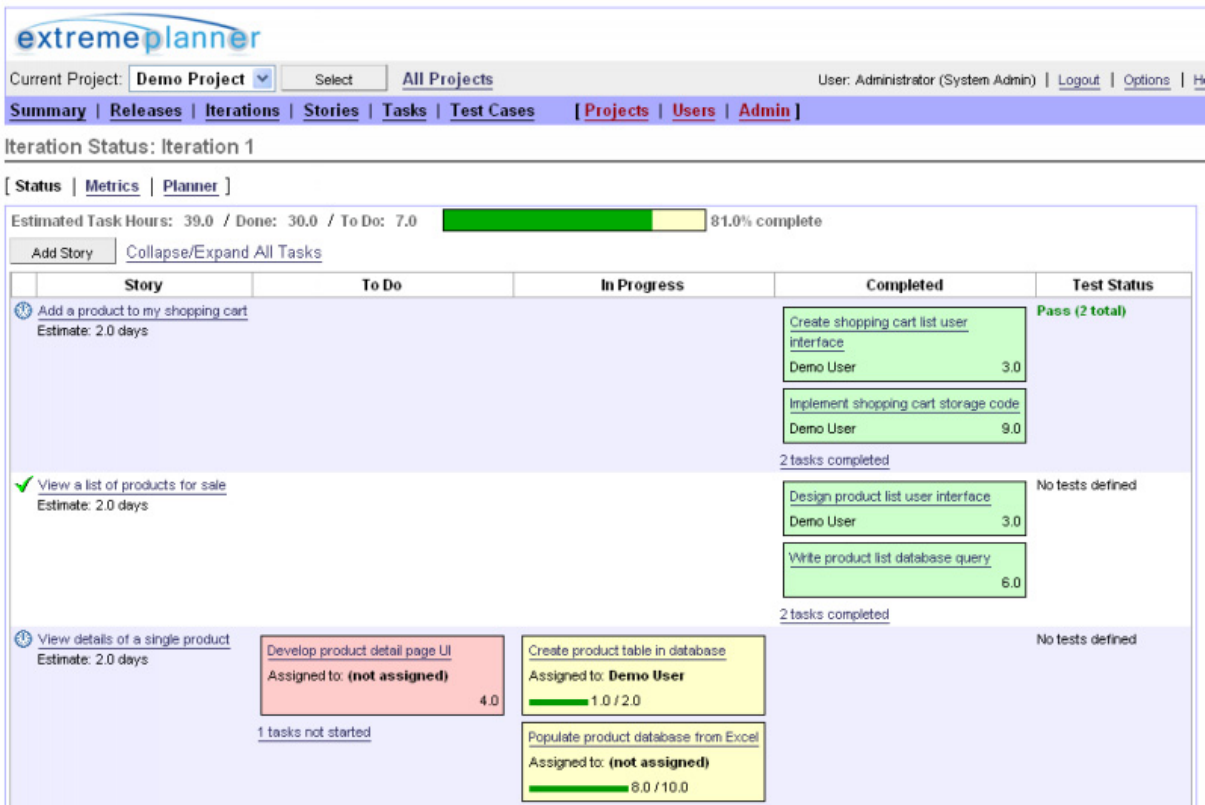 extremeplanner
Current Project: Demo Project Select All Projects User: Administrator (System Admin) | Logout | Options |
Summary | Releases | Iterations | Stories | Tasks | Test Cases [ Projects | Users | Admin ]
Iteration Status: Iteration 1
[ Status | Metrics | Planner ]
Estimated Task Hours: 39.0 / Done: 30.0 / To Do: 7.0 81.0% complete
Add Story Collapse/Expand All Tasks
Story To Do In Progress Completed Test Status
Add a product to my shopping cart
Estimate: 2.0 days
Create shopping cart list user
interface
Demo User 3.0
Implement shopping cart storage code
Demo User 9.0
2 tasks completed
Pass (2 total)
View a list of products for sale
Estimate: 2.0 days
Design product list user interface
Demo User 3.0
Write product list database query
6.0
2 tasks completed
No tests defined
View details of a single product
Estimate: 2.0 days
Develop product detail page UI
Assigned to: (not assigned)
4.0
1 tasks not started
Create product table in database
Assigned to: Demo User
1.0 / 2.0
Populate product database from Excel
Assigned to: (not assigned)
8.0 / 10.0
No tests defined